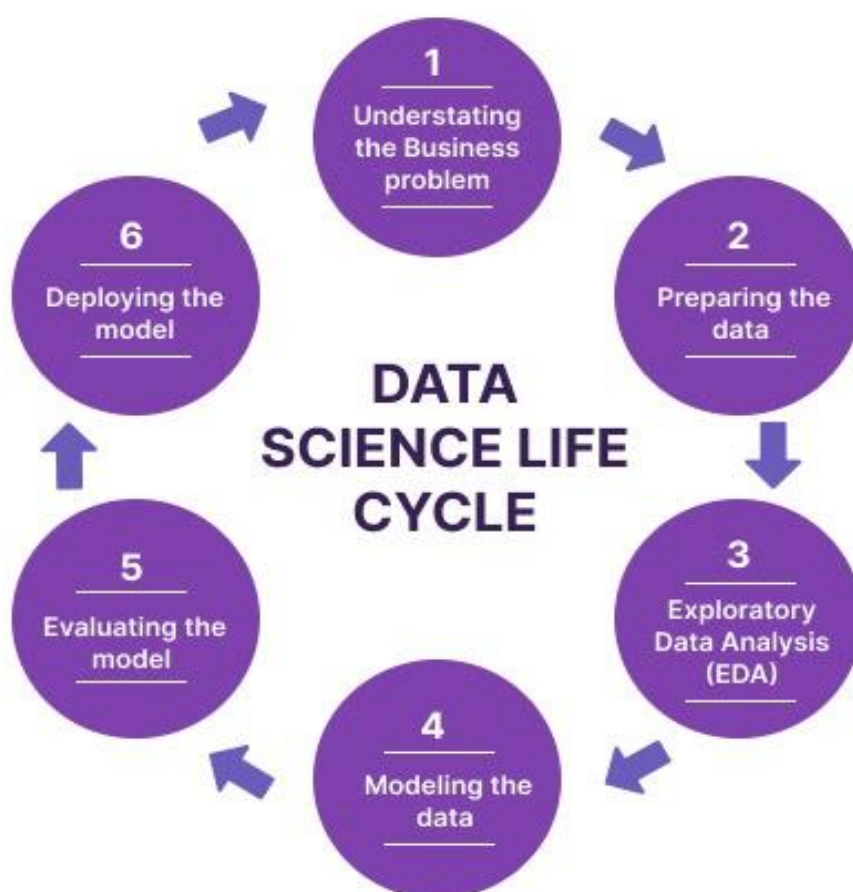 1
Understating
the Business
problem
2
Preparing the
data
3
Exploratory
Data Analysis
(EDA)
4
Modeling the
data
5
Evaluating the
model
6
Deploying the
model
DATA
SCIENCE LIFE
CYCLE